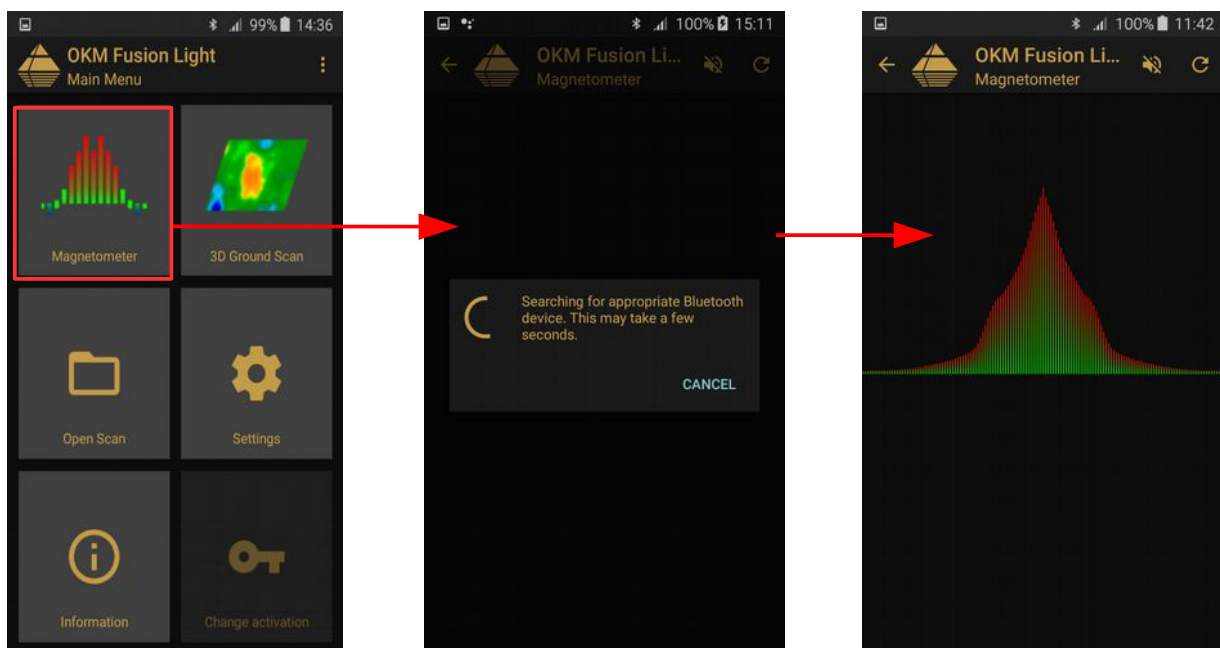 99% 14:36
OKM Fusion Light
Main Menu
Magnetometer
3D Ground Scan
Open Scan
Settings
Information
Change activation
100% 15:11
OKM Fusion Li...
Magnetometer
Searching for appropriate Bluetooth
device. This may take a few
seconds.
CANCEL
100% 11:42
OKM Fusion Li...
Magnetometer